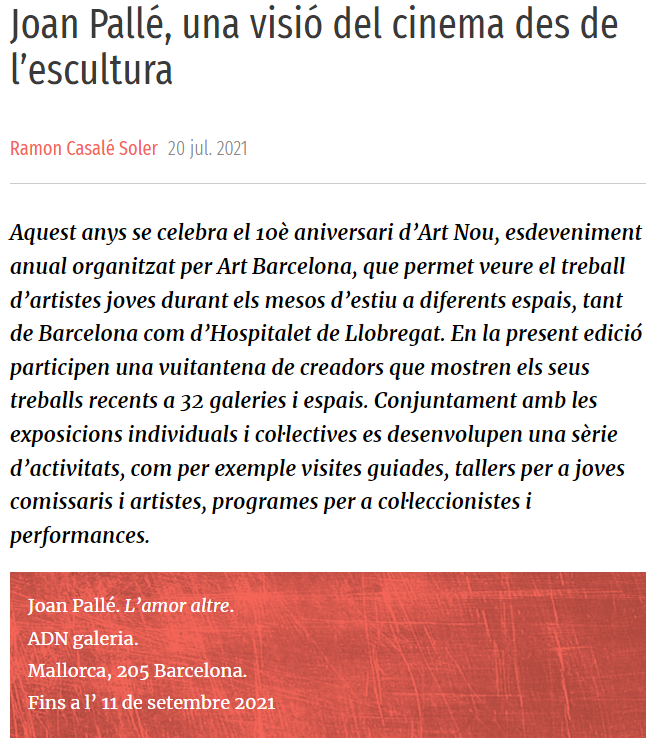 Joan Pallé, una visió del cinema des de
l’escultura
Ramon Casalé Soler 20 jul. 2021
Aquest anys se celebra el 10è aniversari d’Art Nou, esdeveniment
anual organitzat per Art Barcelona, que permet veure el treball
d’artistes joves durant els mesos d’estiu a diferents espais, tant
de Barcelona com d’Hospitalet de Llobregat. En la present edició
participen una vuitantena de creadors que mostren els seus
treballs recents a 32 galeries i espais. Conjuntament amb les
exposicions individuals i col·lectives es desenvolupen una sèrie
d’activitats, com per exemple visites guiades, tallers per a joves
comissaris i artistes, programes per a col·leccionistes i
performances.
Joan Pallé. L’amor altre.
ADN galeria.
Mallorca, 205 Barcelona.
Fins a l’ 11 de setembre 2021